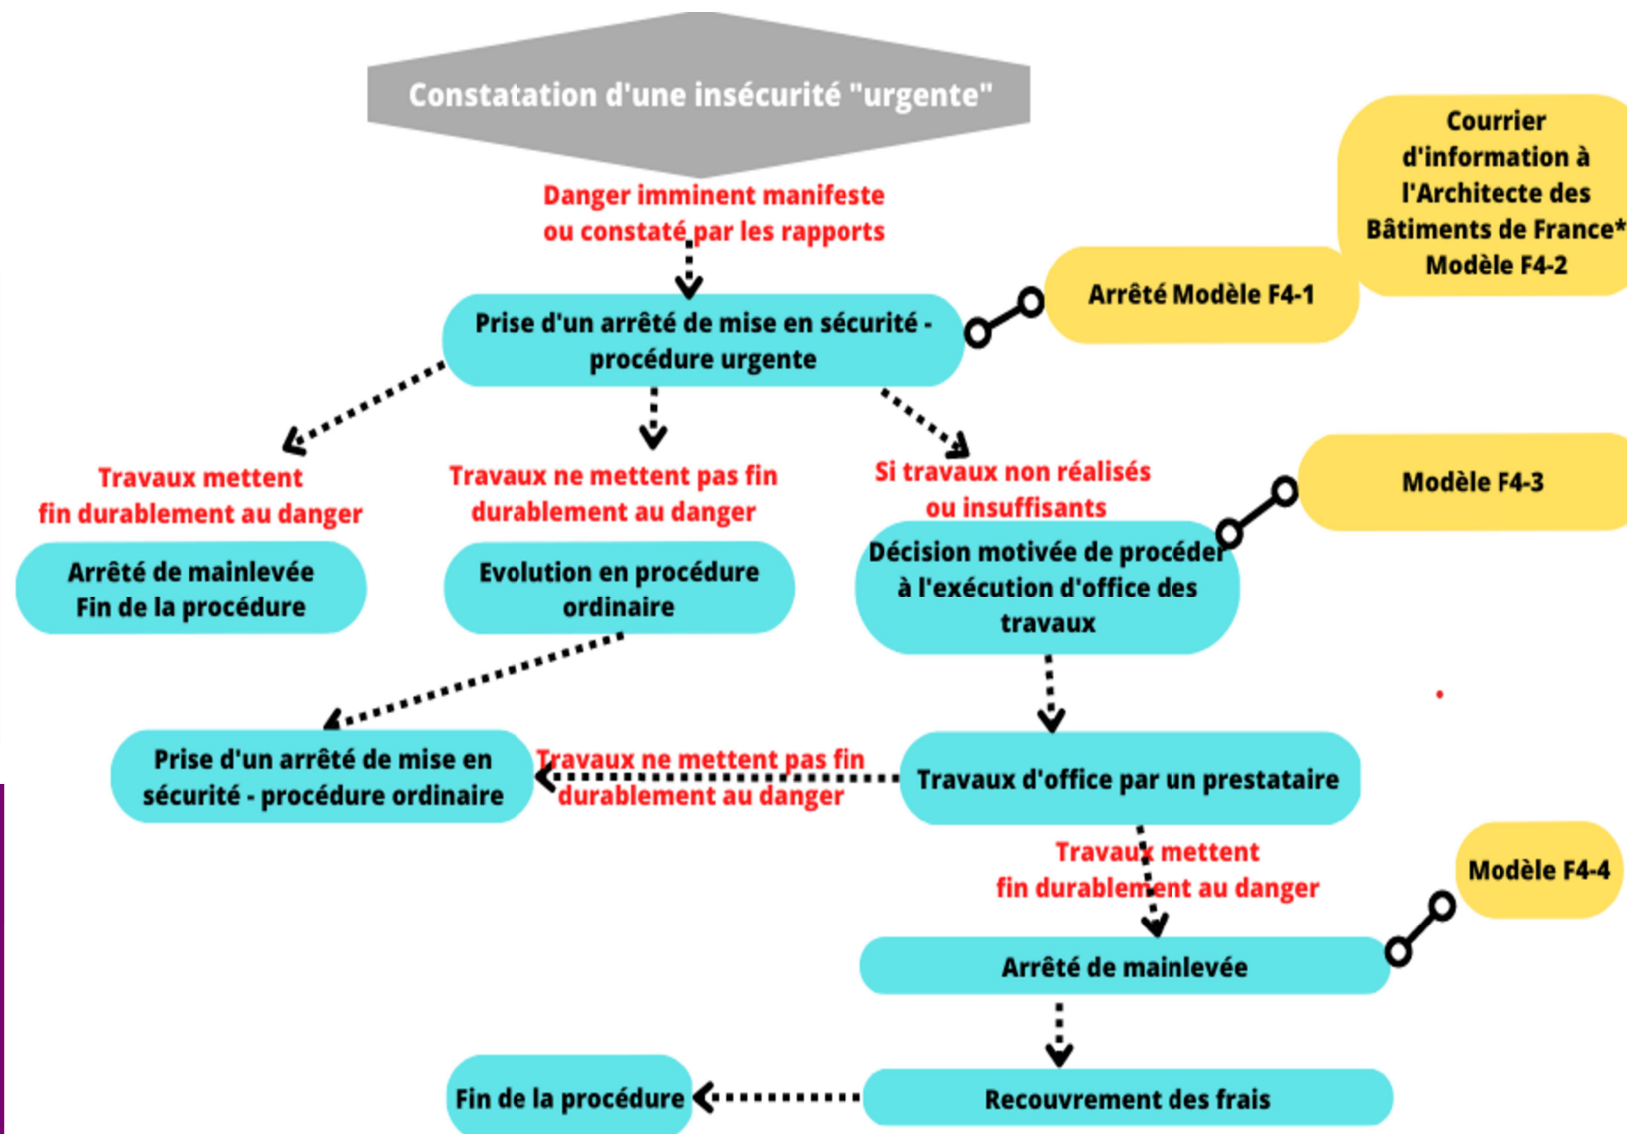 Constatation d'une insécurité "urgente"
Courrier
d'information à
l'Architecte des
Bâtiments de France*
Modèle F4-2
Danger imminent manifeste
ou constaté par les rapports
Arrêté Modèle F4-1
Prise d'un arrêté de mise en sécurité -
procédure urgente
Travaux mettent
fin durablement au danger
Travaux ne mettent pas fin
durablement au danger
Si travaux non réalisés
ou insuffisants
Modèle F4-3
Arrêté de mainlevée
Fin de la procédure
Evolution en procédure
ordinaire
Décision motivée de procéder
à l'exécution d'office des
travaux
Prise d'un arrêté de mise en
sécurité - procédure ordinaire
Travaux ne mettent pas fin
durablement au danger
Travaux d'office par un prestataire
Travaux mettent
fin durablement au danger
Modèle F4-4
Arrêté de mainlevée
Fin de la procédure
Recouvrement des frais